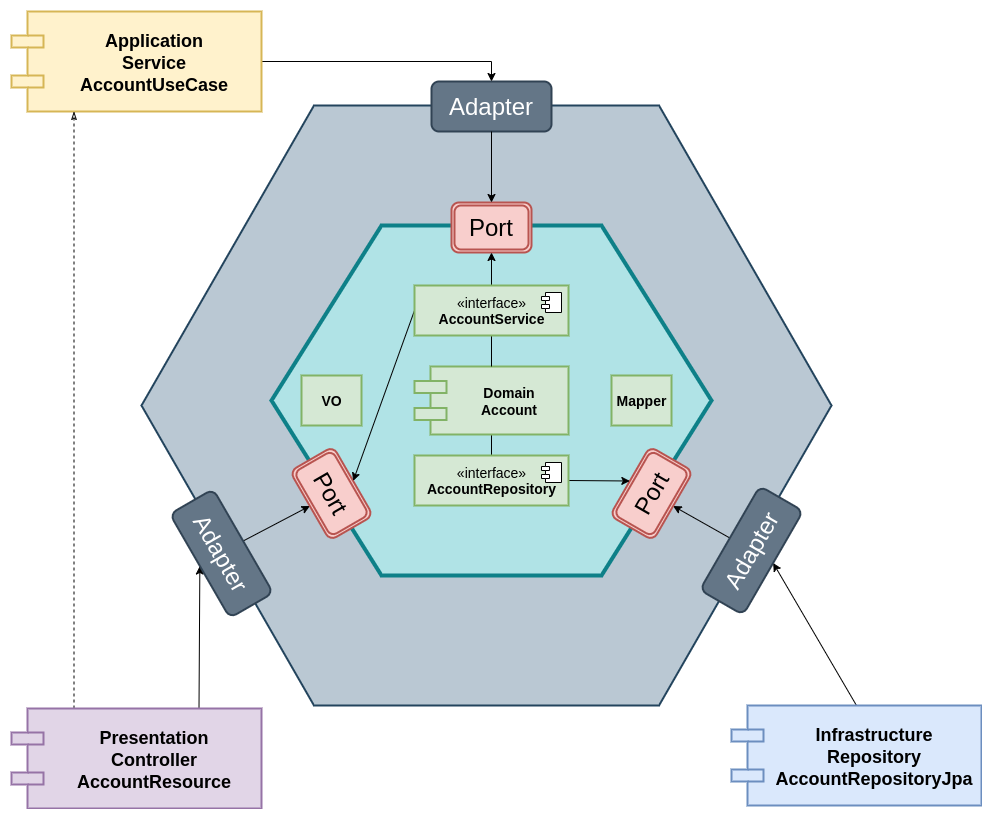 Application
Service
AccountUseCase
Adapter
Port
«interface»
AccountService
VO
Domain
Account
Mapper
«interface»
AccountRepository
Port
Port
Adapter
Adapter
Presentation
Controller
AccountResource
Infrastructure
Repository
AccountRepositoryJpa